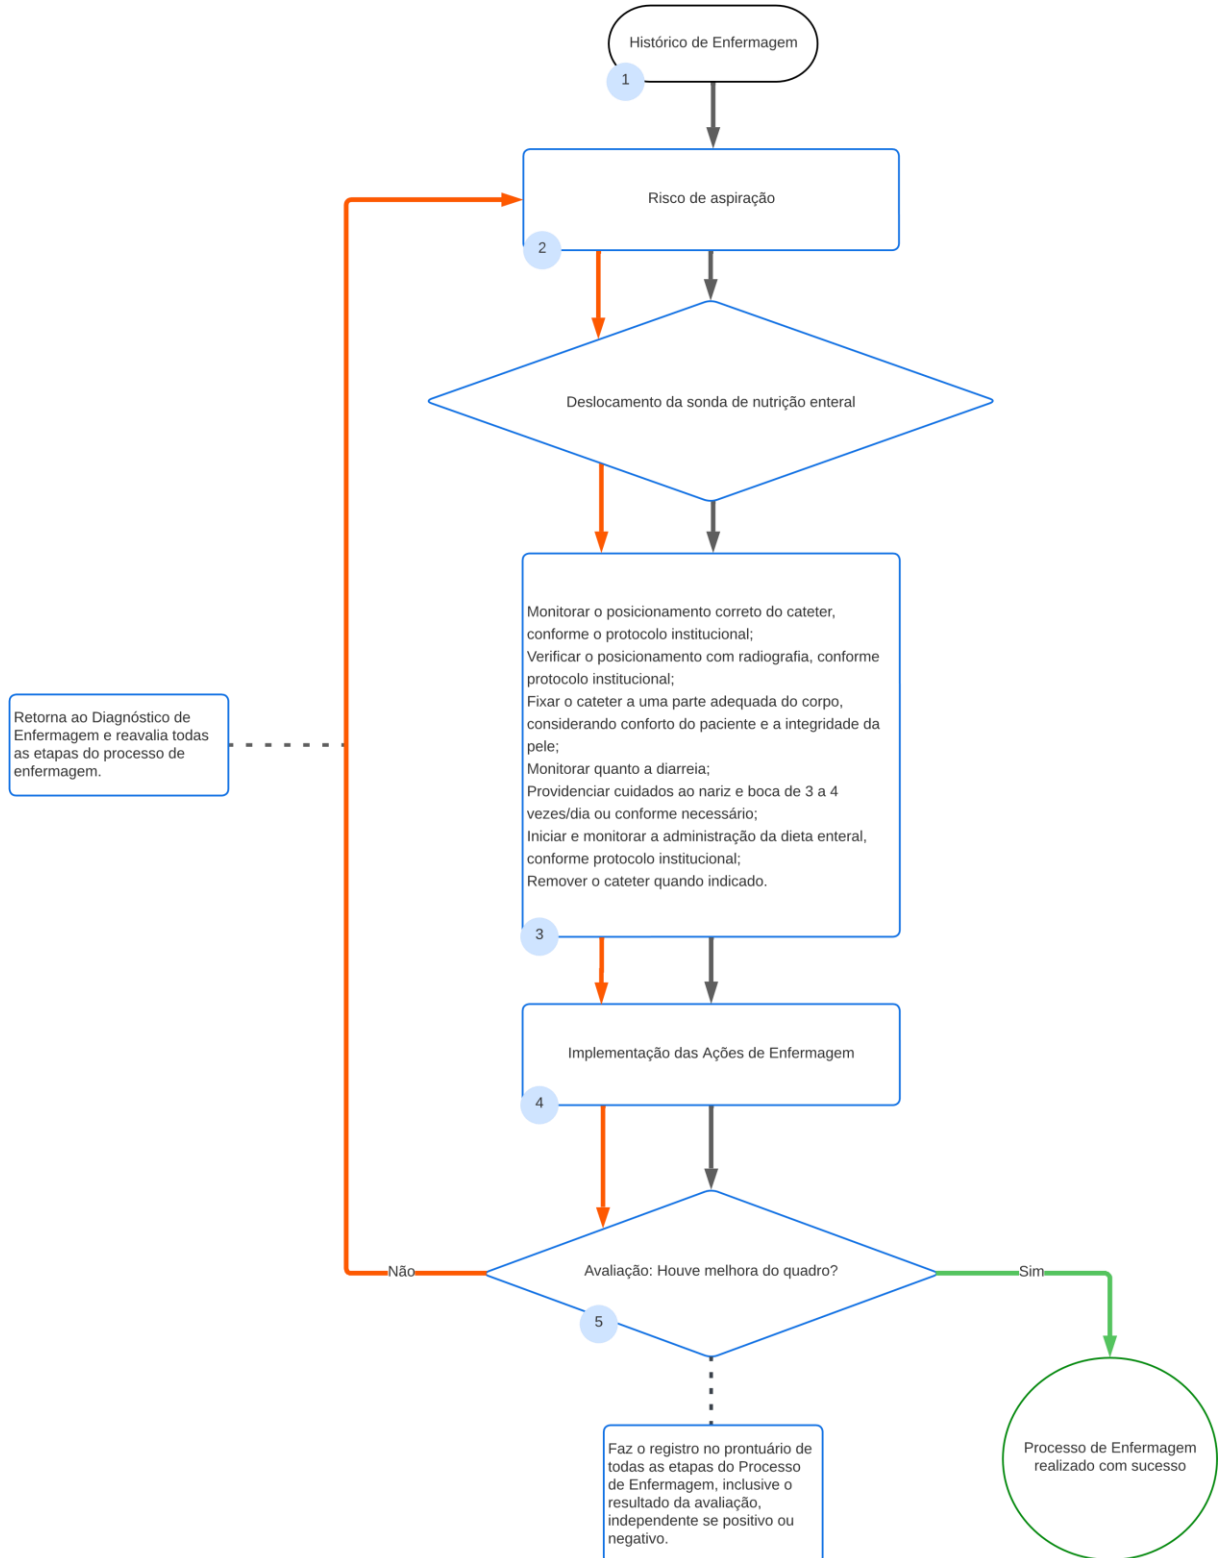 Histórico de Enfermagem
1
Risco de aspiração
2
Deslocamento da sonda de nutrição enteral
Monitorar o posicionamento correto do cateter,
conforme o protocolo institucional;
Verificar o posicionamento com radiografia, conforme
protocolo institucional;
Fixar o cateter a uma parte adequada do corpo,
considerando conforto do paciente e a integridade da
pele;
Monitorar quanto a diarreia;
Providenciar cuidados ao nariz e boca de 3 a 4
vezes/dia ou conforme necessário;
Iniciar e monitorar a administração da dieta enteral,
conforme protocolo institucional;
Remover o cateter quando indicado.
3
Retorna ao Diagnóstico de
Enfermagem e reavalia todas
as etapas do processo de
enfermagem.
Implementação das Ações de Enfermagem
4
Avaliação: Houve melhora do quadro?
5
Não
Sim
Processo de Enfermagem
realizado com sucesso
Faz o registro no prontuário de
todas as etapas do Processo
de Enfermagem, inclusive o
resultado da avaliação,
independente se positivo ou
negativo.